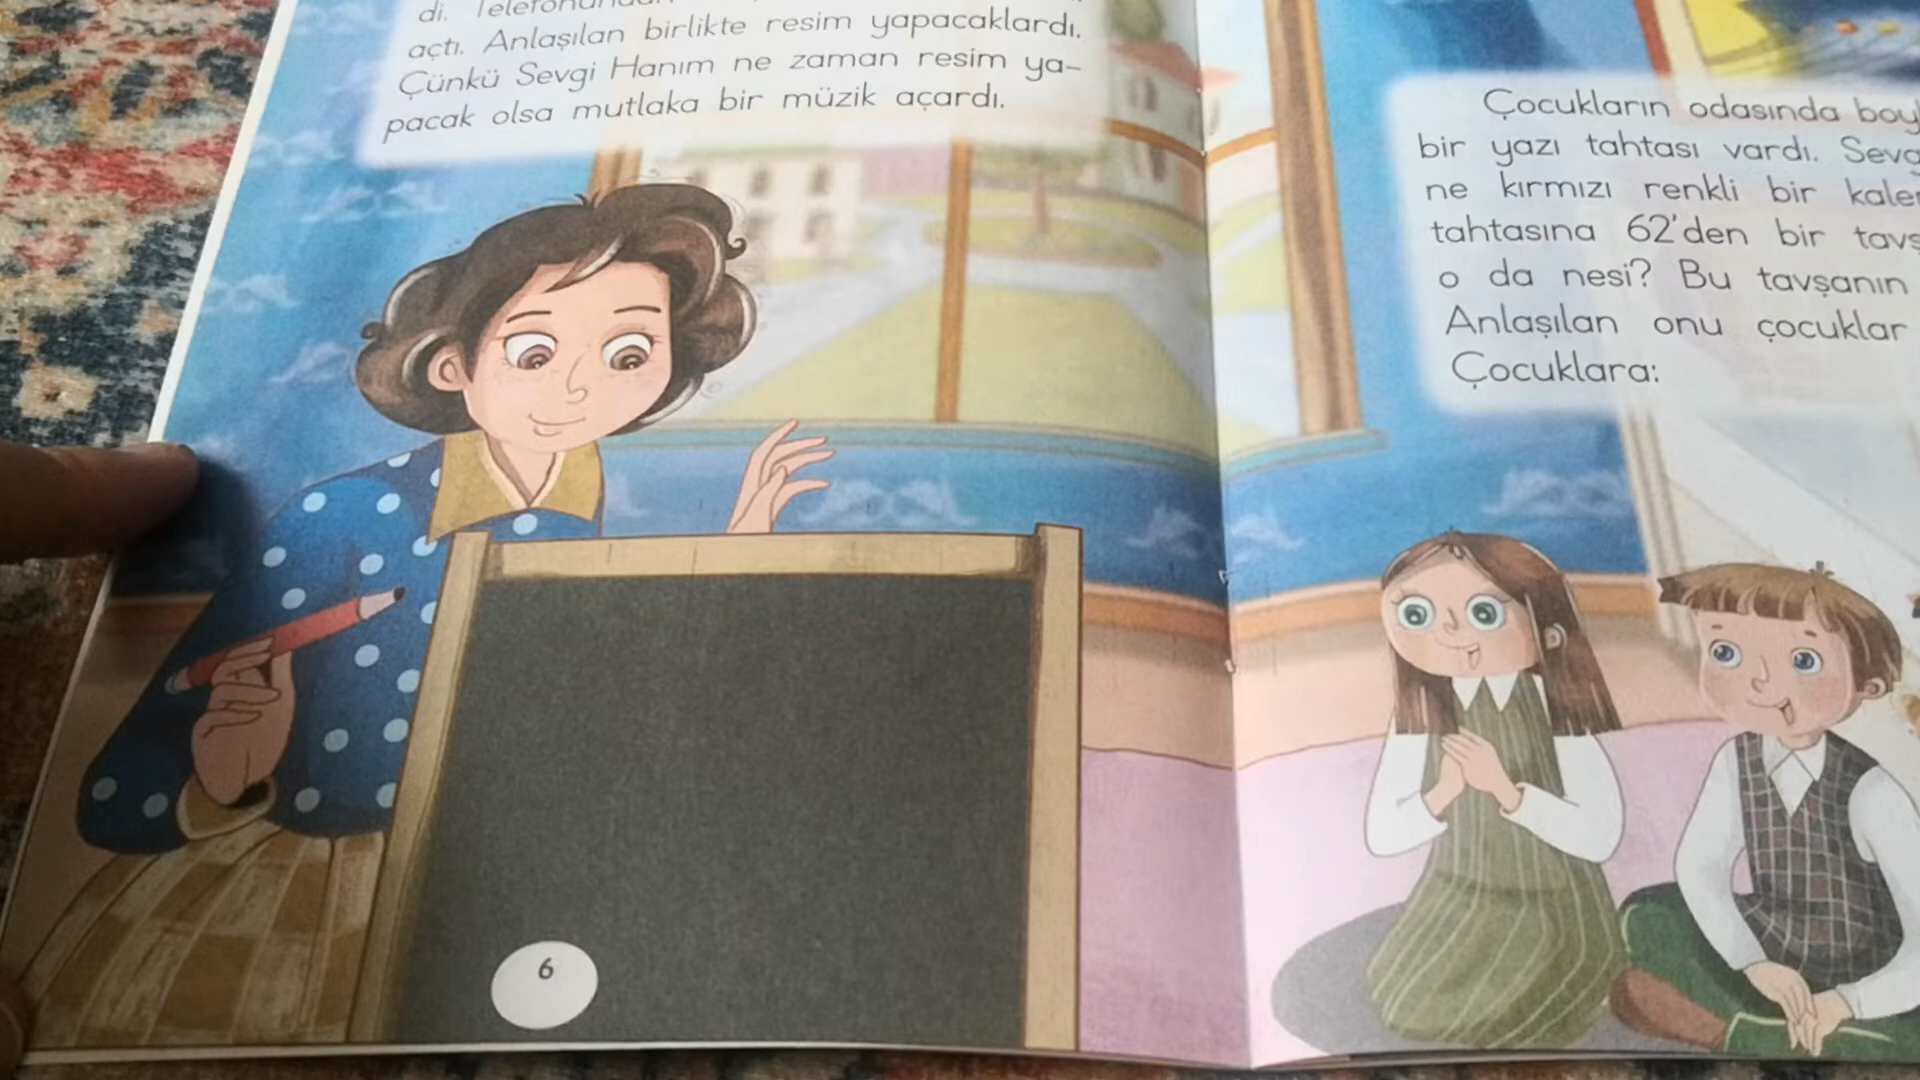 di. Telefonundan
açtı. Anlaşılan birlikte resim yapacaklardı.
Çünkü Sevgi Hanım ne zaman resim ya-
pacak olsa mutlaka bir müzik açardı.
6
Çocukların odasında
bir yazı tahtası vardı.
ne kırmızı renkli bir
tahtasına 62'den bir
o da nesi? Bu tavşanın
Anlaşılan onu çocuklar
Çocuklara: